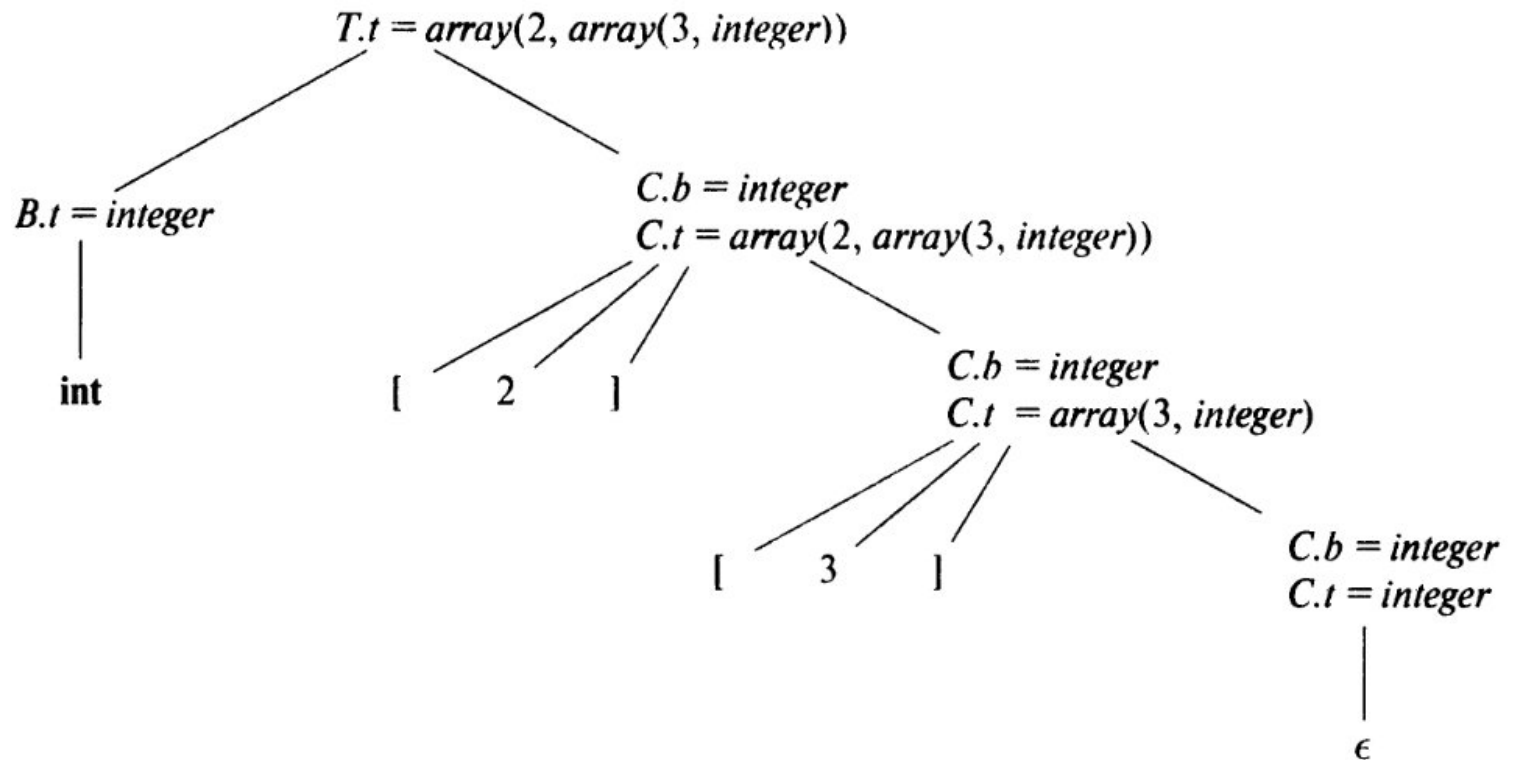 T.t = array(2, array(3, integer))
B.t = integer
C.b = integer
C.t = array(2, array(3, integer))
int
[ 2 ]
C.b = integer
C.t = array(3, integer)
[ 3 ]
C.b = integer
C.t = integer
ϵ